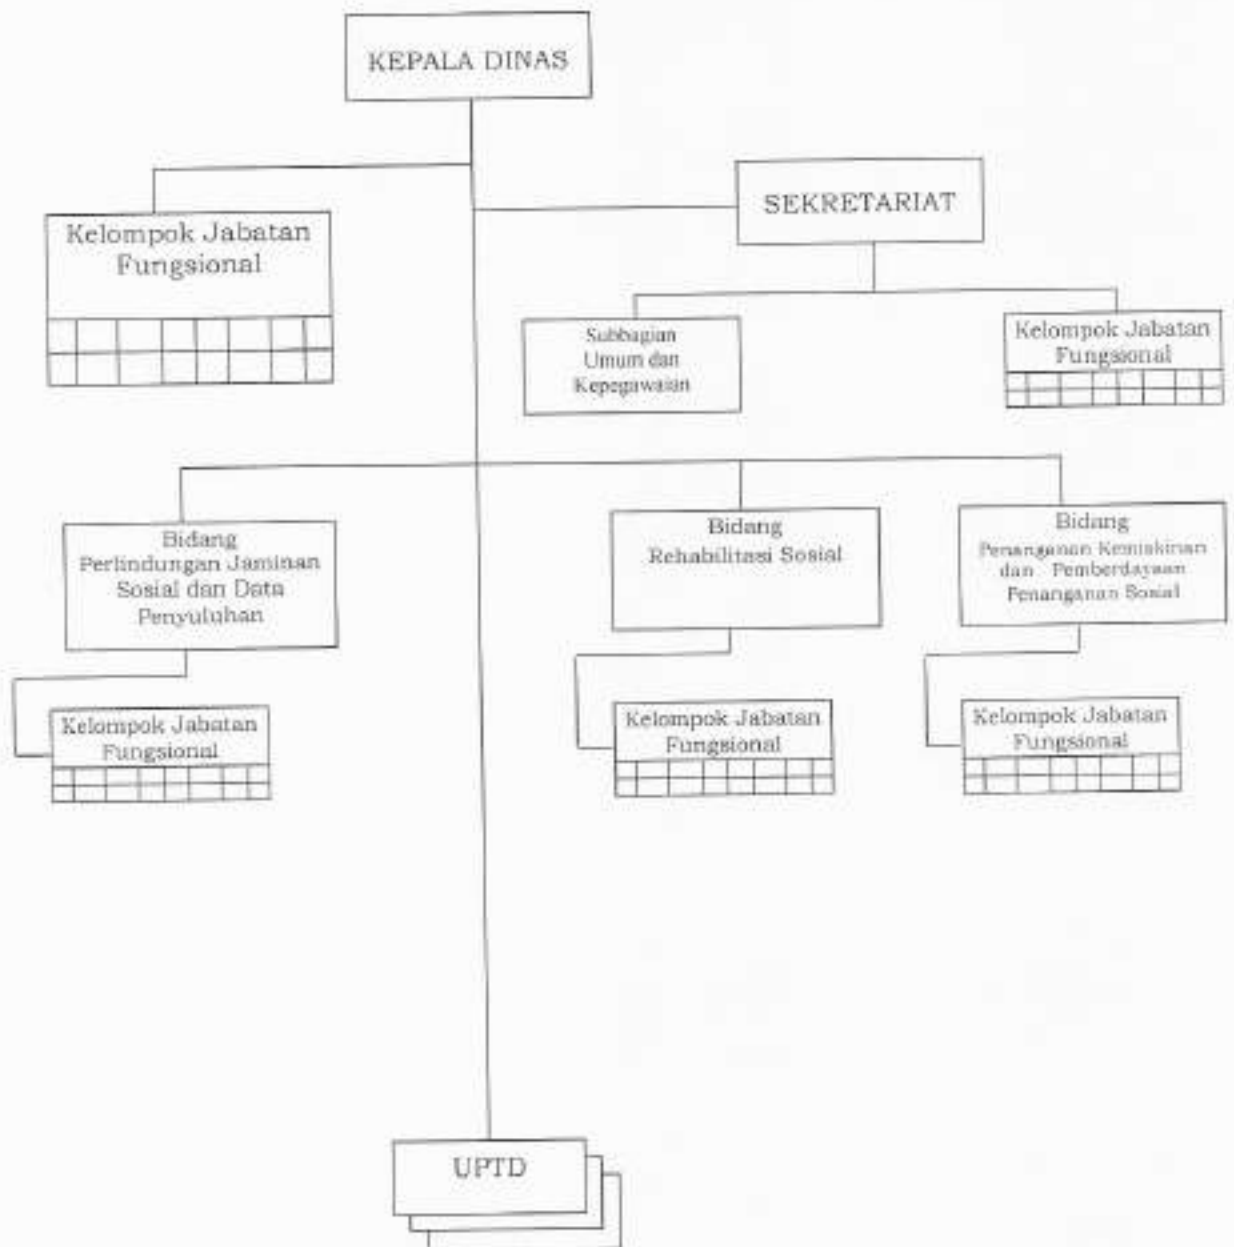 KEPALA DINAS
SEKRETARIAT
Kelompok Jabatan
Fungsional
Subbagian
Umum dan
Kepegawaian
Kelompok Jabatan
Fungsional
Bidang
Perlindungan Jaminan
Sosial dan Data
Penyuluhan
Bidang
Rehabilitasi Sosial
Bidang
Penanganan Kemiskinan
dan Pemberdayaan
Penanganan Sosial
Kelompok Jabatan
Fungsional
Kelompok Jabatan
Fungsional
Kelompok Jabatan
Fungsional
UPTD